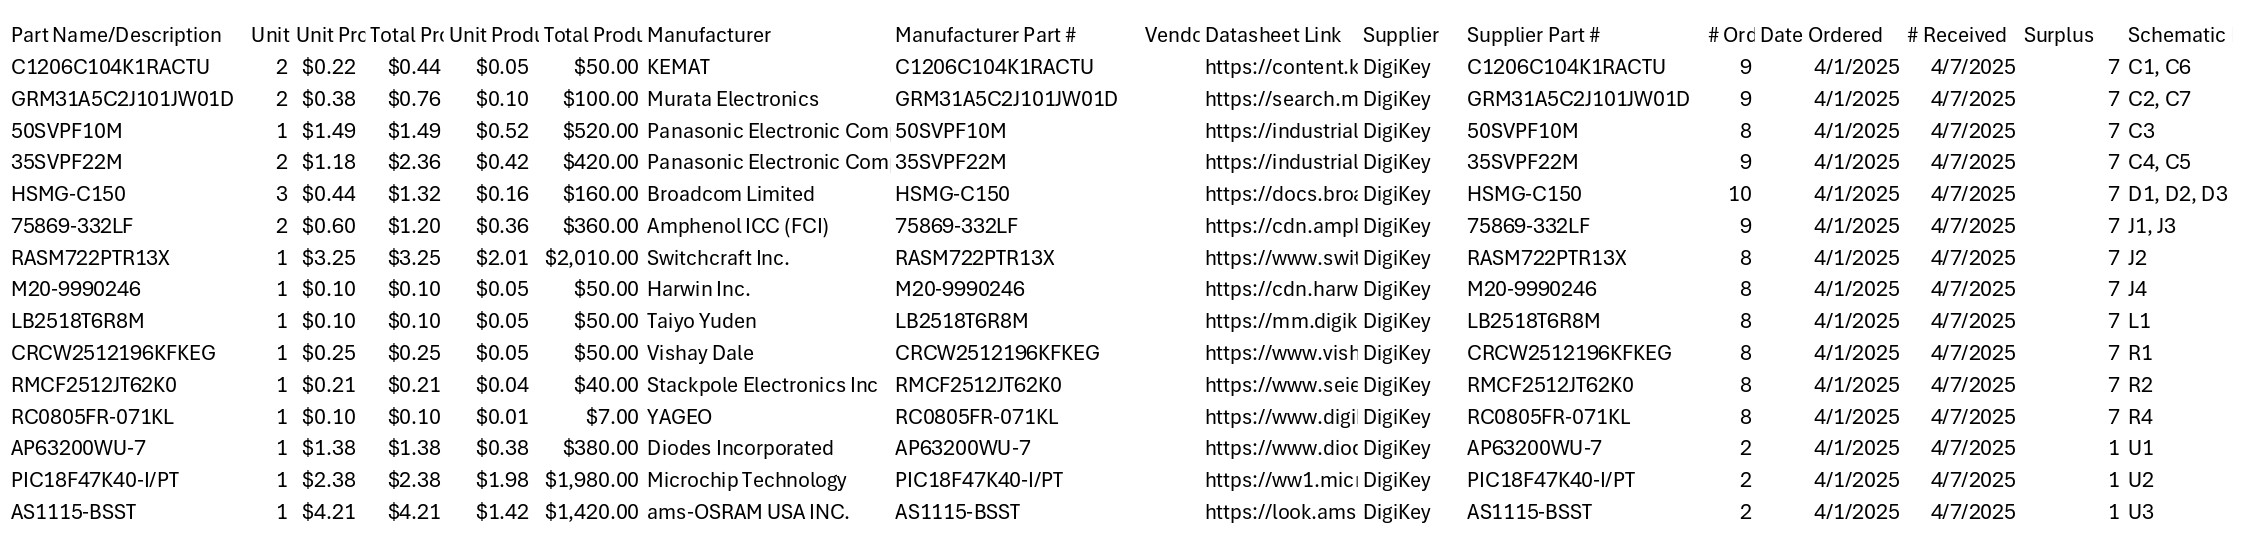 Part Name/Description Unit Unit Prc Total Prc Unit Produ Total Produ Manufacturer Manufacturer Part # Vendc Datasheet Link Supplier Supplier Part # # Ord Date Ordered # Received Surplus Schematic
C1206C104K1RACTU 2 $0.22 $0.44 $0.05 $50.00 KEMAT C1206C104K1RACTU https://content.k DigiKey C1206C104K1RACTU 9 4/1/2025 4/7/2025 7 C1, C6
GRM31A5C2J101JW01D 2 $0.38 $0.76 $0.10 $100.00 Murata Electronics GRM31A5C2J101JW01D https://search.m DigiKey GRM31A5C2J101JW01D 9 4/1/2025 4/7/2025 7 C2, C7
50SVPF10M 1 $1.49 $1.49 $0.52 $520.00 Panasonic Electronic Com 50SVPF10M https://industrial DigiKey 50SVPF10M 8 4/1/2025 4/7/2025 7 C3
35SVPF22M 2 $1.18 $2.36 $0.42 $420.00 Panasonic Electronic Com 35SVPF22M https://industrial DigiKey 35SVPF22M 9 4/1/2025 4/7/2025 7 C4, C5
HSMG-C150 3 $0.44 $1.32 $0.16 $160.00 Broadcom Limited HSMG-C150 https://docs.broa DigiKey HSMG-C150 10 4/1/2025 4/7/2025 7 D1, D2, D3
75869-332LF 2 $0.60 $1.20 $0.36 $360.00 Amphenol ICC (FCI) 75869-332LF https://cdn.ampl DigiKey 75869-332LF 9 4/1/2025 4/7/2025 7 J1, J3
RASM722PTR13X 1 $3.25 $3.25 $2.01 $2,010.00 Switchcraft Inc. RASM722PTR13X https://www.swit DigiKey RASM722PTR13X 8 4/1/2025 4/7/2025 7 J2
M20-9990246 1 $0.10 $0.10 $0.05 $50.00 Harwin Inc. M20-9990246 https://cdn.harw DigiKey M20-9990246 8 4/1/2025 4/7/2025 7 J4
LB2518T6R8M 1 $0.10 $0.10 $0.05 $50.00 Taiyo Yuden LB2518T6R8M https://mm.digik DigiKey LB2518T6R8M 8 4/1/2025 4/7/2025 7 L1
CRCW2512196KFKEG 1 $0.25 $0.25 $0.05 $50.00 Vishay Dale CRCW2512196KFKEG https://www.vish DigiKey CRCW2512196KFKEG 8 4/1/2025 4/7/2025 7 R1
RMCF2512JT62K0 1 $0.21 $0.21 $0.04 $40.00 Stackpole Electronics Inc RMCF2512JT62K0 https://www.seie DigiKey RMCF2512JT62K0 8 4/1/2025 4/7/2025 7 R2
RC0805FR-071KL 1 $0.10 $0.10 $0.01 $7.00 YAGEO RC0805FR-071KL https://www.digi DigiKey RC0805FR-071KL 8 4/1/2025 4/7/2025 7 R4
AP63200WU-7 1 $1.38 $1.38 $0.38 $380.00 Diodes Incorporated AP63200WU-7 https://www.dioc DigiKey AP63200WU-7 2 4/1/2025 4/7/2025 1 U1
PIC18F47K40-I/PT 1 $2.38 $2.38 $1.98 $1,980.00 Microchip Technology PIC18F47K40-I/PT https://ww1.mic DigiKey PIC18F47K40-I/PT 2 4/1/2025 4/7/2025 1 U2
AS1115-BSST 1 $4.21 $4.21 $1.42 $1,420.00 ams-OSRAM USA INC. AS1115-BSST https://look.ams DigiKey AS1115-BSST 2 4/1/2025 4/7/2025 1 U3